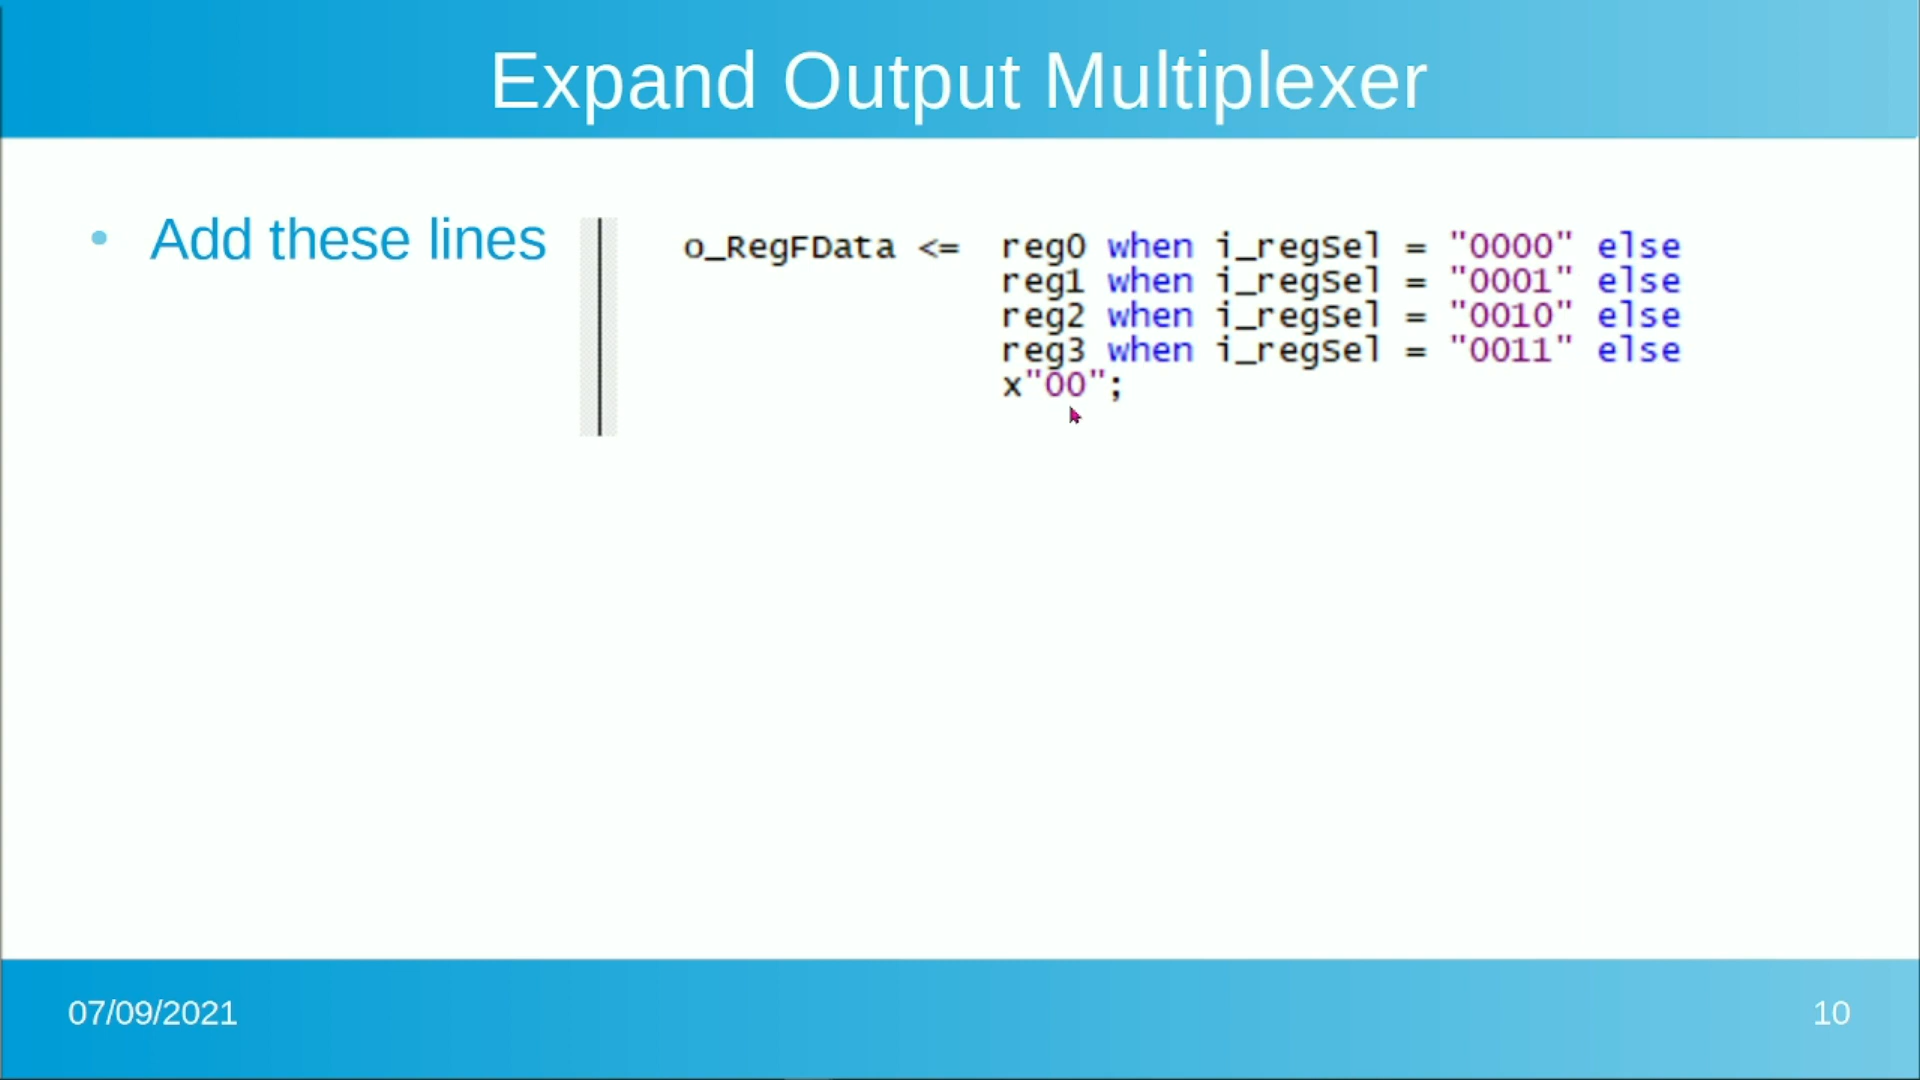 Expand Output Multiplexer
• Add these lines
o_RegFData <= reg0 when i_regSel = "0000" else
reg1 when i_regSel = "0001" else
reg2 when i_regSel = "0010" else
reg3 when i_regSel = "0011" else
x"00";
07/09/2021
10